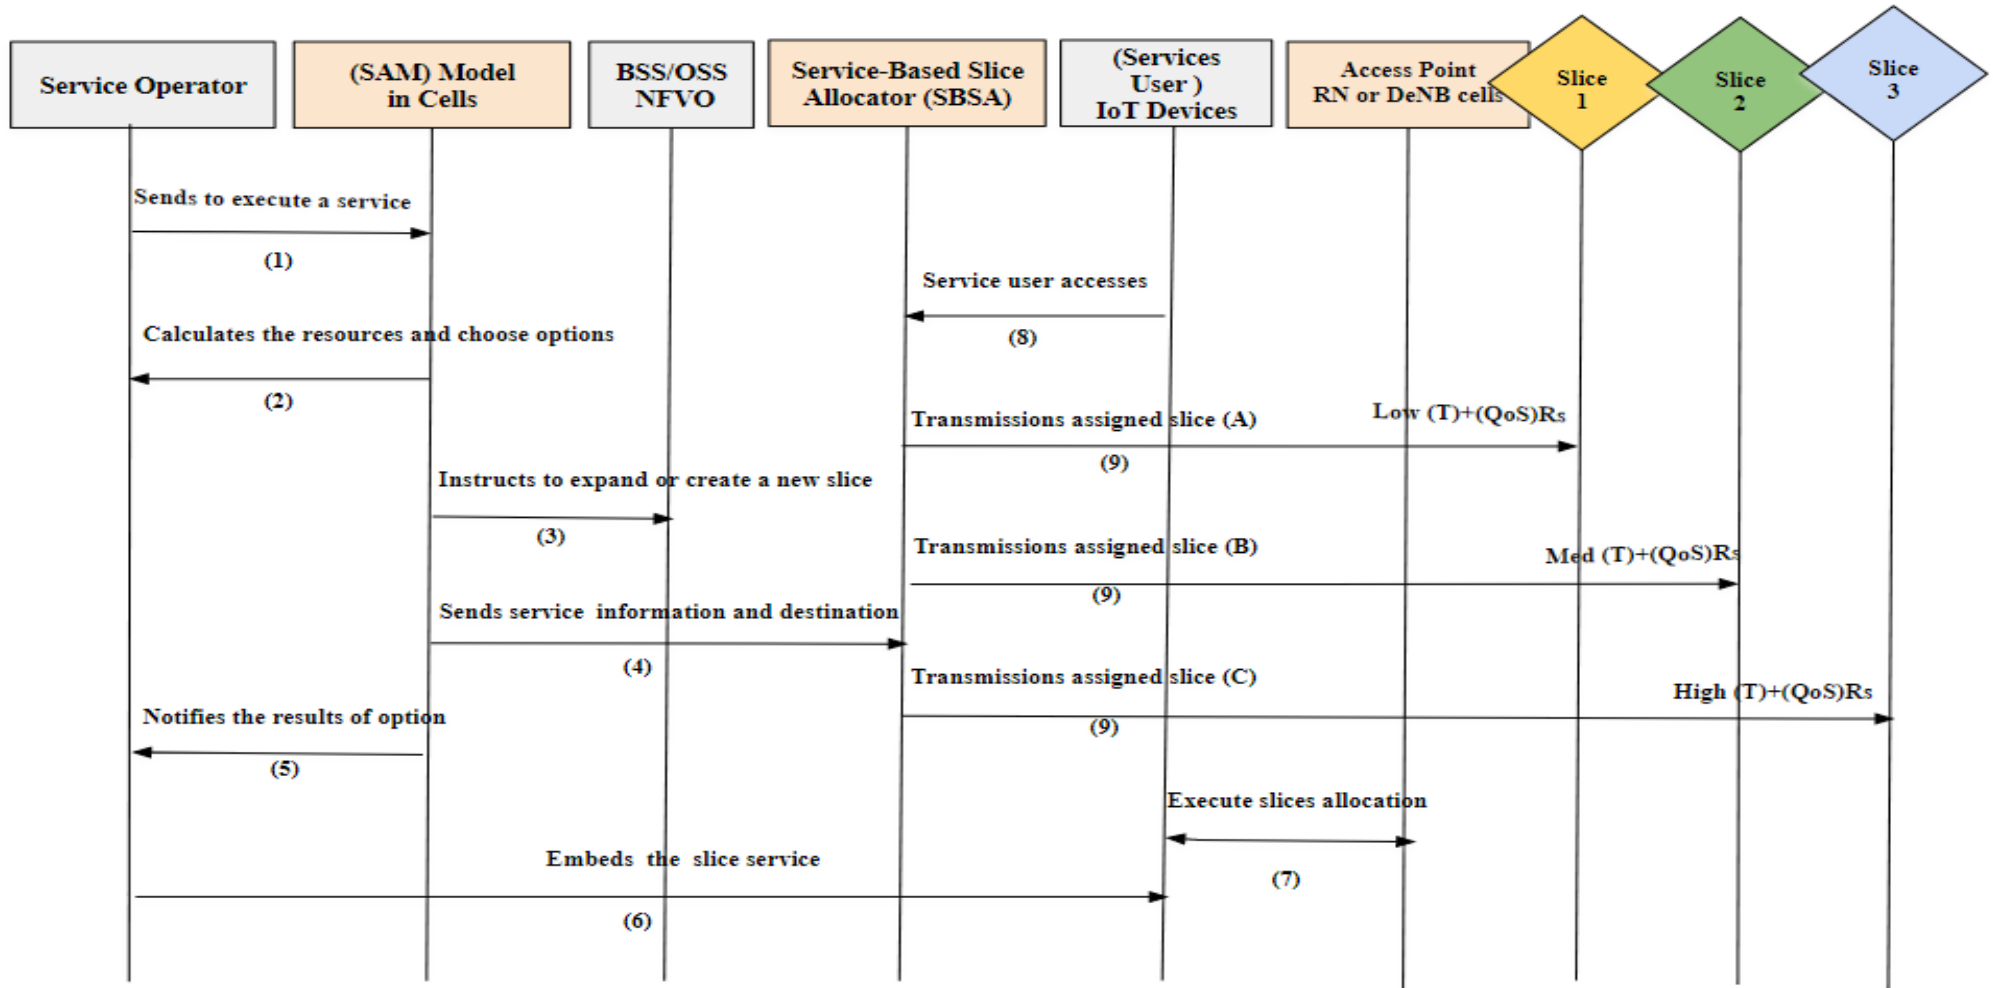 Service Operator
(SAM) Model
in Cells
BSS/OSS
NFVO
Service-Based Slice
Allocator (SBSA)
(Services
User )
IoT Devices
Access Point
RN or DeNB cells
Slice
1
Slice
2
Slice
3
Sends to execute a service
(1)
Service user accesses
(8)
Calculates the resources and choose options
(2)
Transmissions assigned slice (A)
Low (T)+(QoS)Rs
(9)
Instructs to expand or create a new slice
(3)
Transmissions assigned slice (B)
Med (T)+(QoS)Rs
(9)
Sends service information and destination
(4)
Transmissions assigned slice (C)
High (T)+(QoS)Rs
(9)
Notifies the results of option
(5)
Execute slices allocation
(7)
Embeds the slice service
(6)